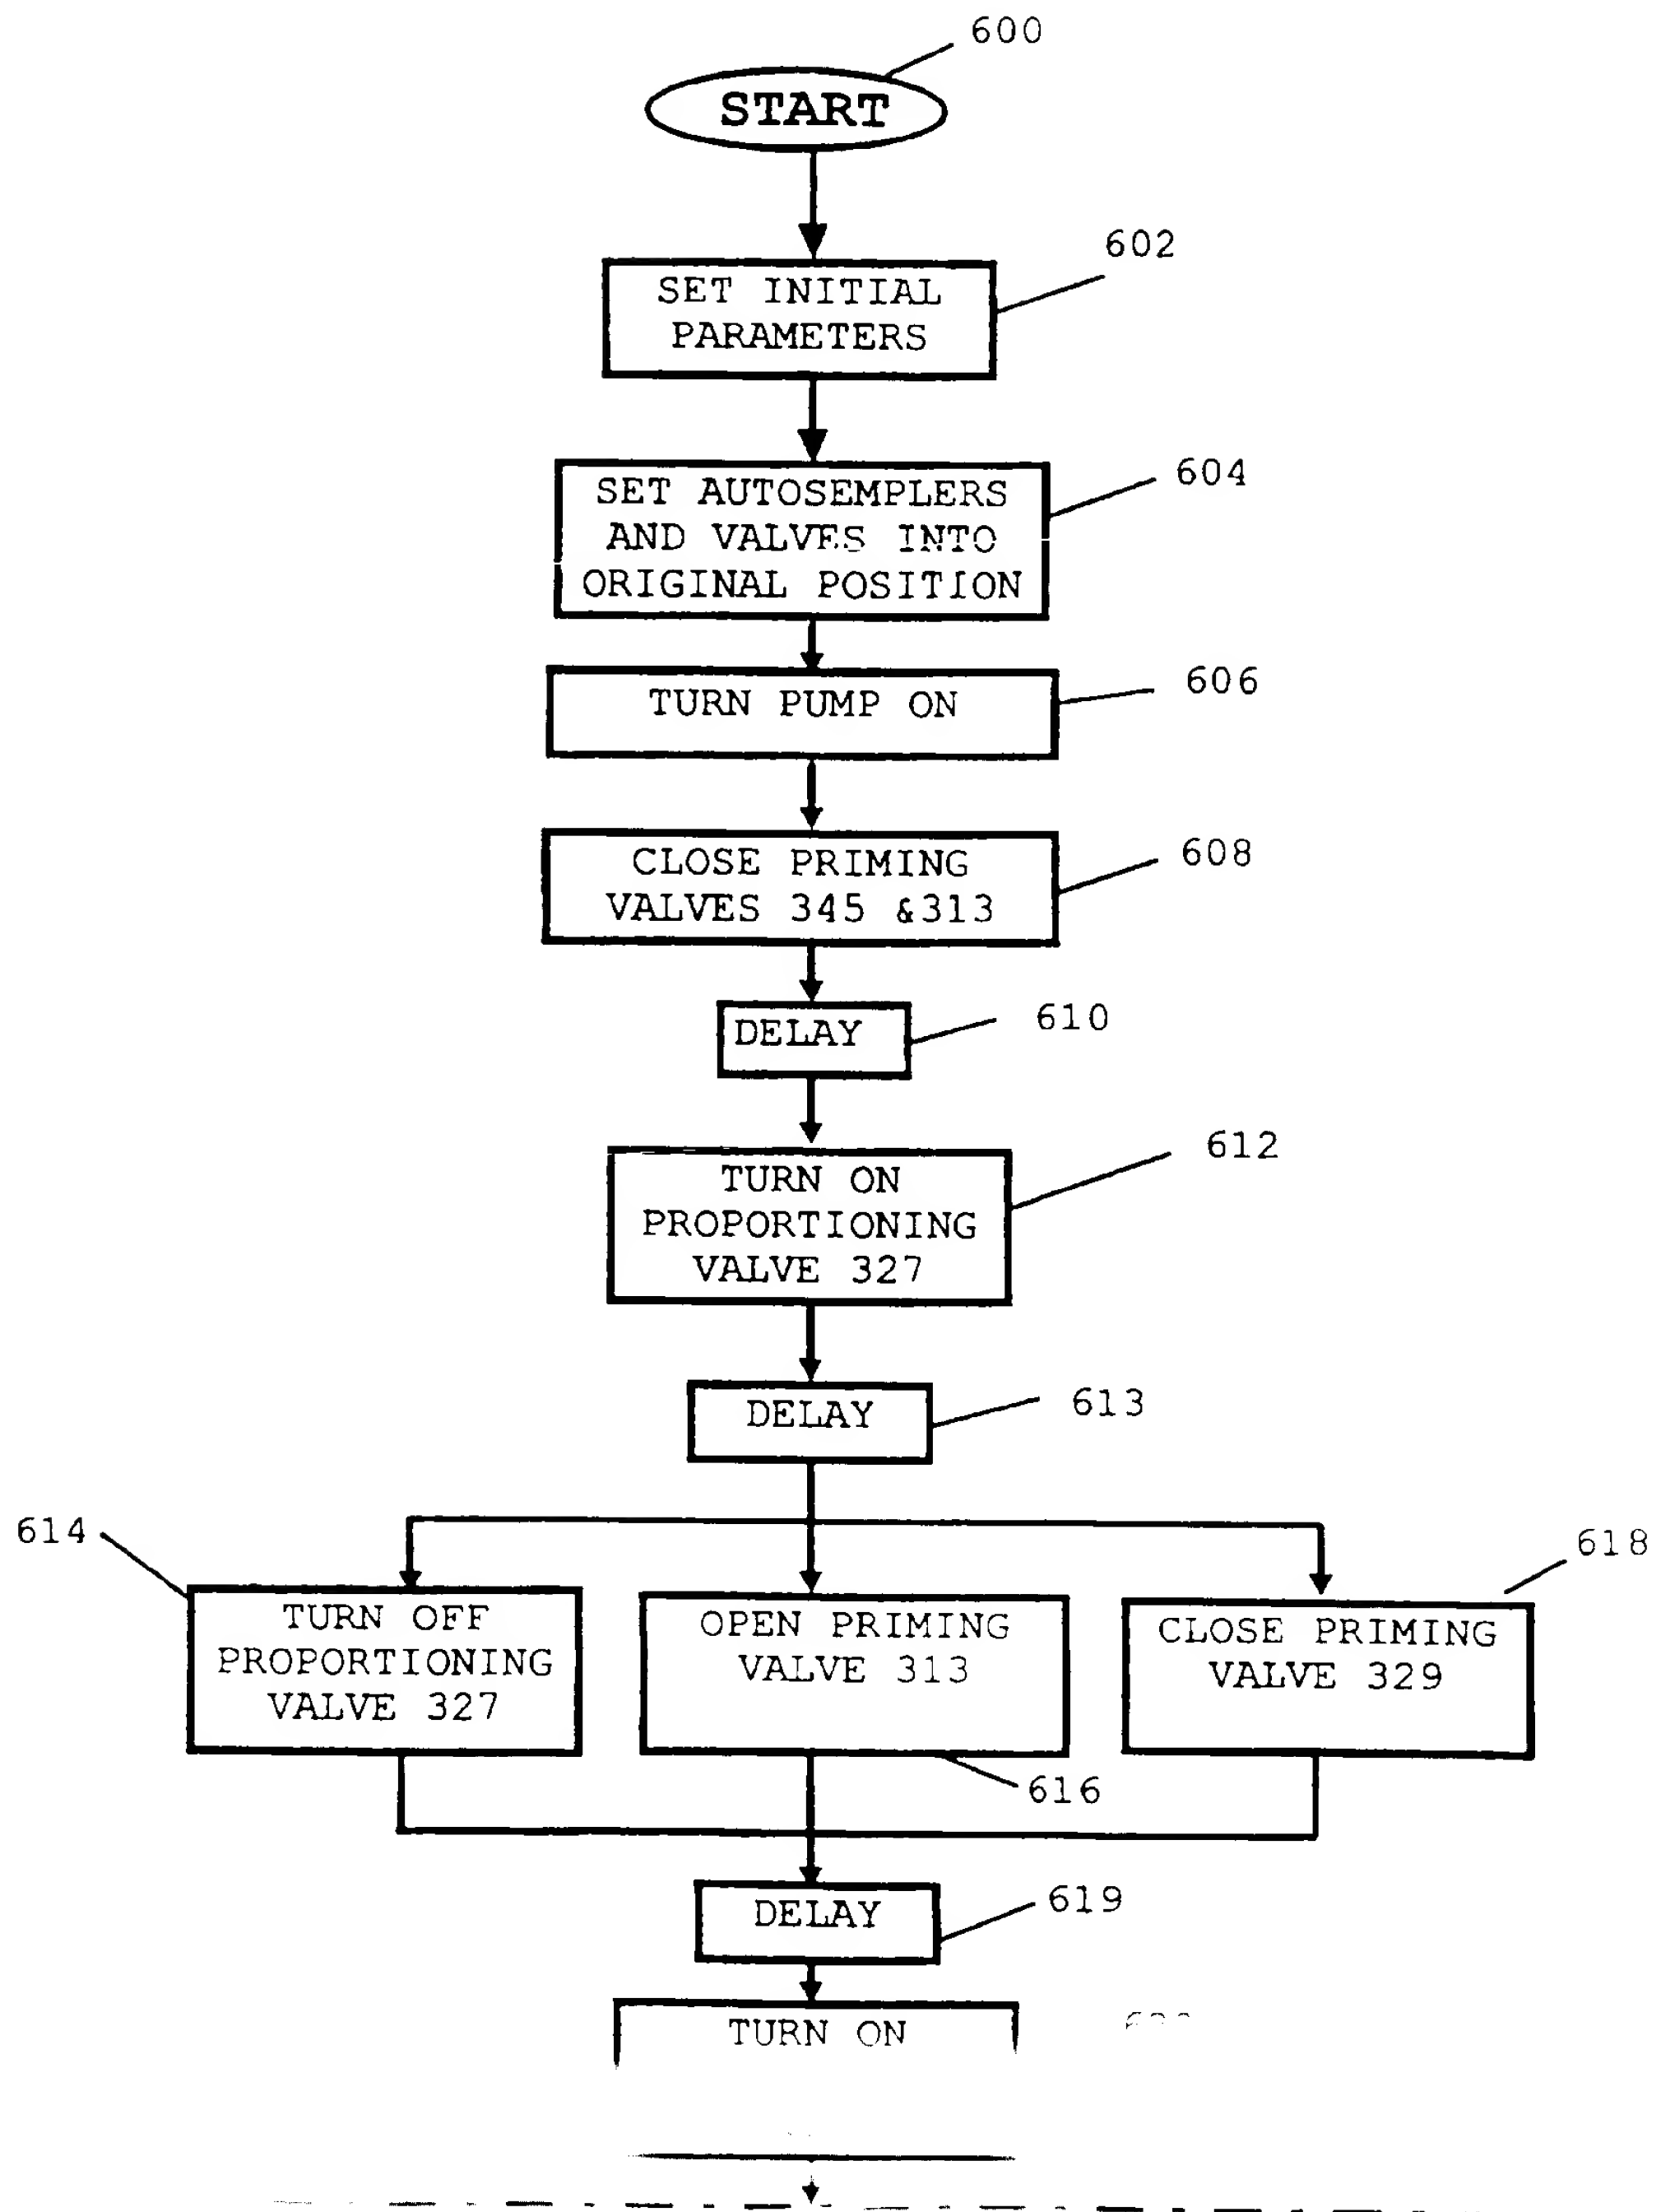 600
START
602
SET INITIAL
PARAMETERS
604
SET AUTOSEMPLERS
AND VALVES INTO
ORIGINAL POSITION
606
TURN PUMP ON
608
CLOSE PRIMING
VALVES 345 &313
610
DELAY
612
TURN ON
PROPORTIONING
VALVE 327
613
DELAY
614
618
TURN OFF
PROPORTIONING
VALVE 327
OPEN PRIMING
VALVE 313
CLOSE PRIMING
VALVE 329
616
619
DELAY
TURN ON